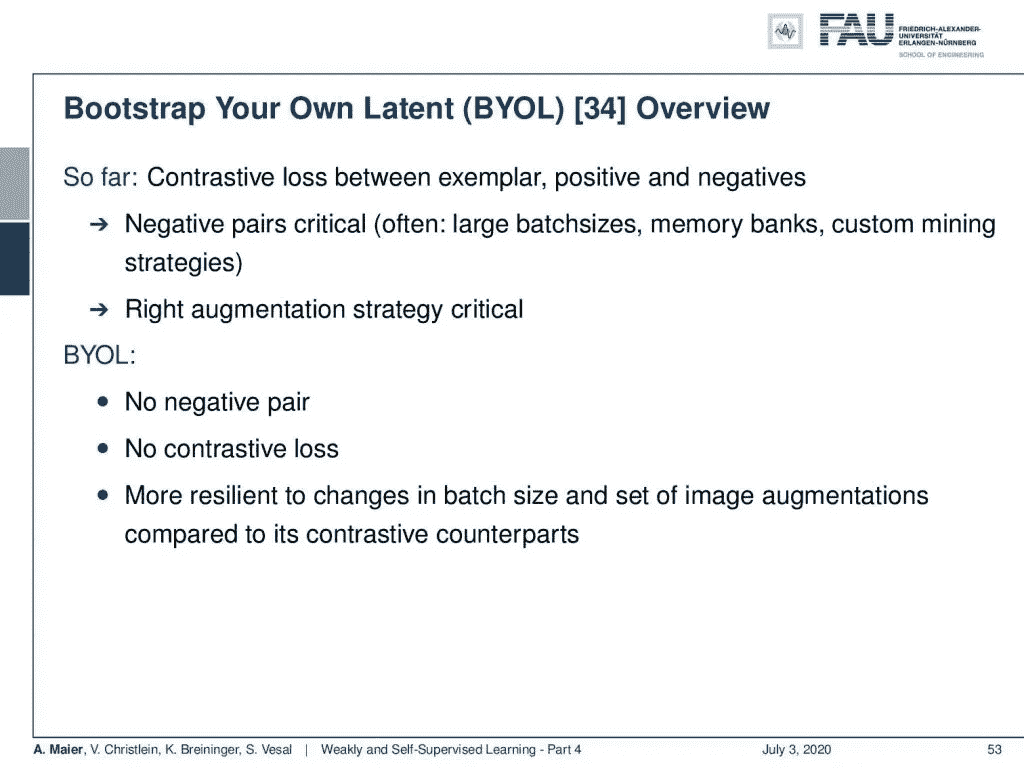 FAU
FRIEDRICH-ALEXANDER-
UNIVERSITÄT
ERLANGEN-NÜRNBERG
SCHOOL OF ENGINEERING
Bootstrap Your Own Latent (BYOL) [34] Overview
So far: Contrastive loss between exemplar, positive and negatives
➔ Negative pairs critical (often: large batchsizes, memory banks, custom mining
strategies)
➔ Right augmentation strategy critical
BYOL:
• No negative pair
• No contrastive loss
• More resilient to changes in batch size and set of image augmentations
compared to its contrastive counterparts
A. Maier, V. Christlein, K. Breininger, S. Vesal | Weakly and Self-Supervised Learning - Part 4 July 3, 2020 53